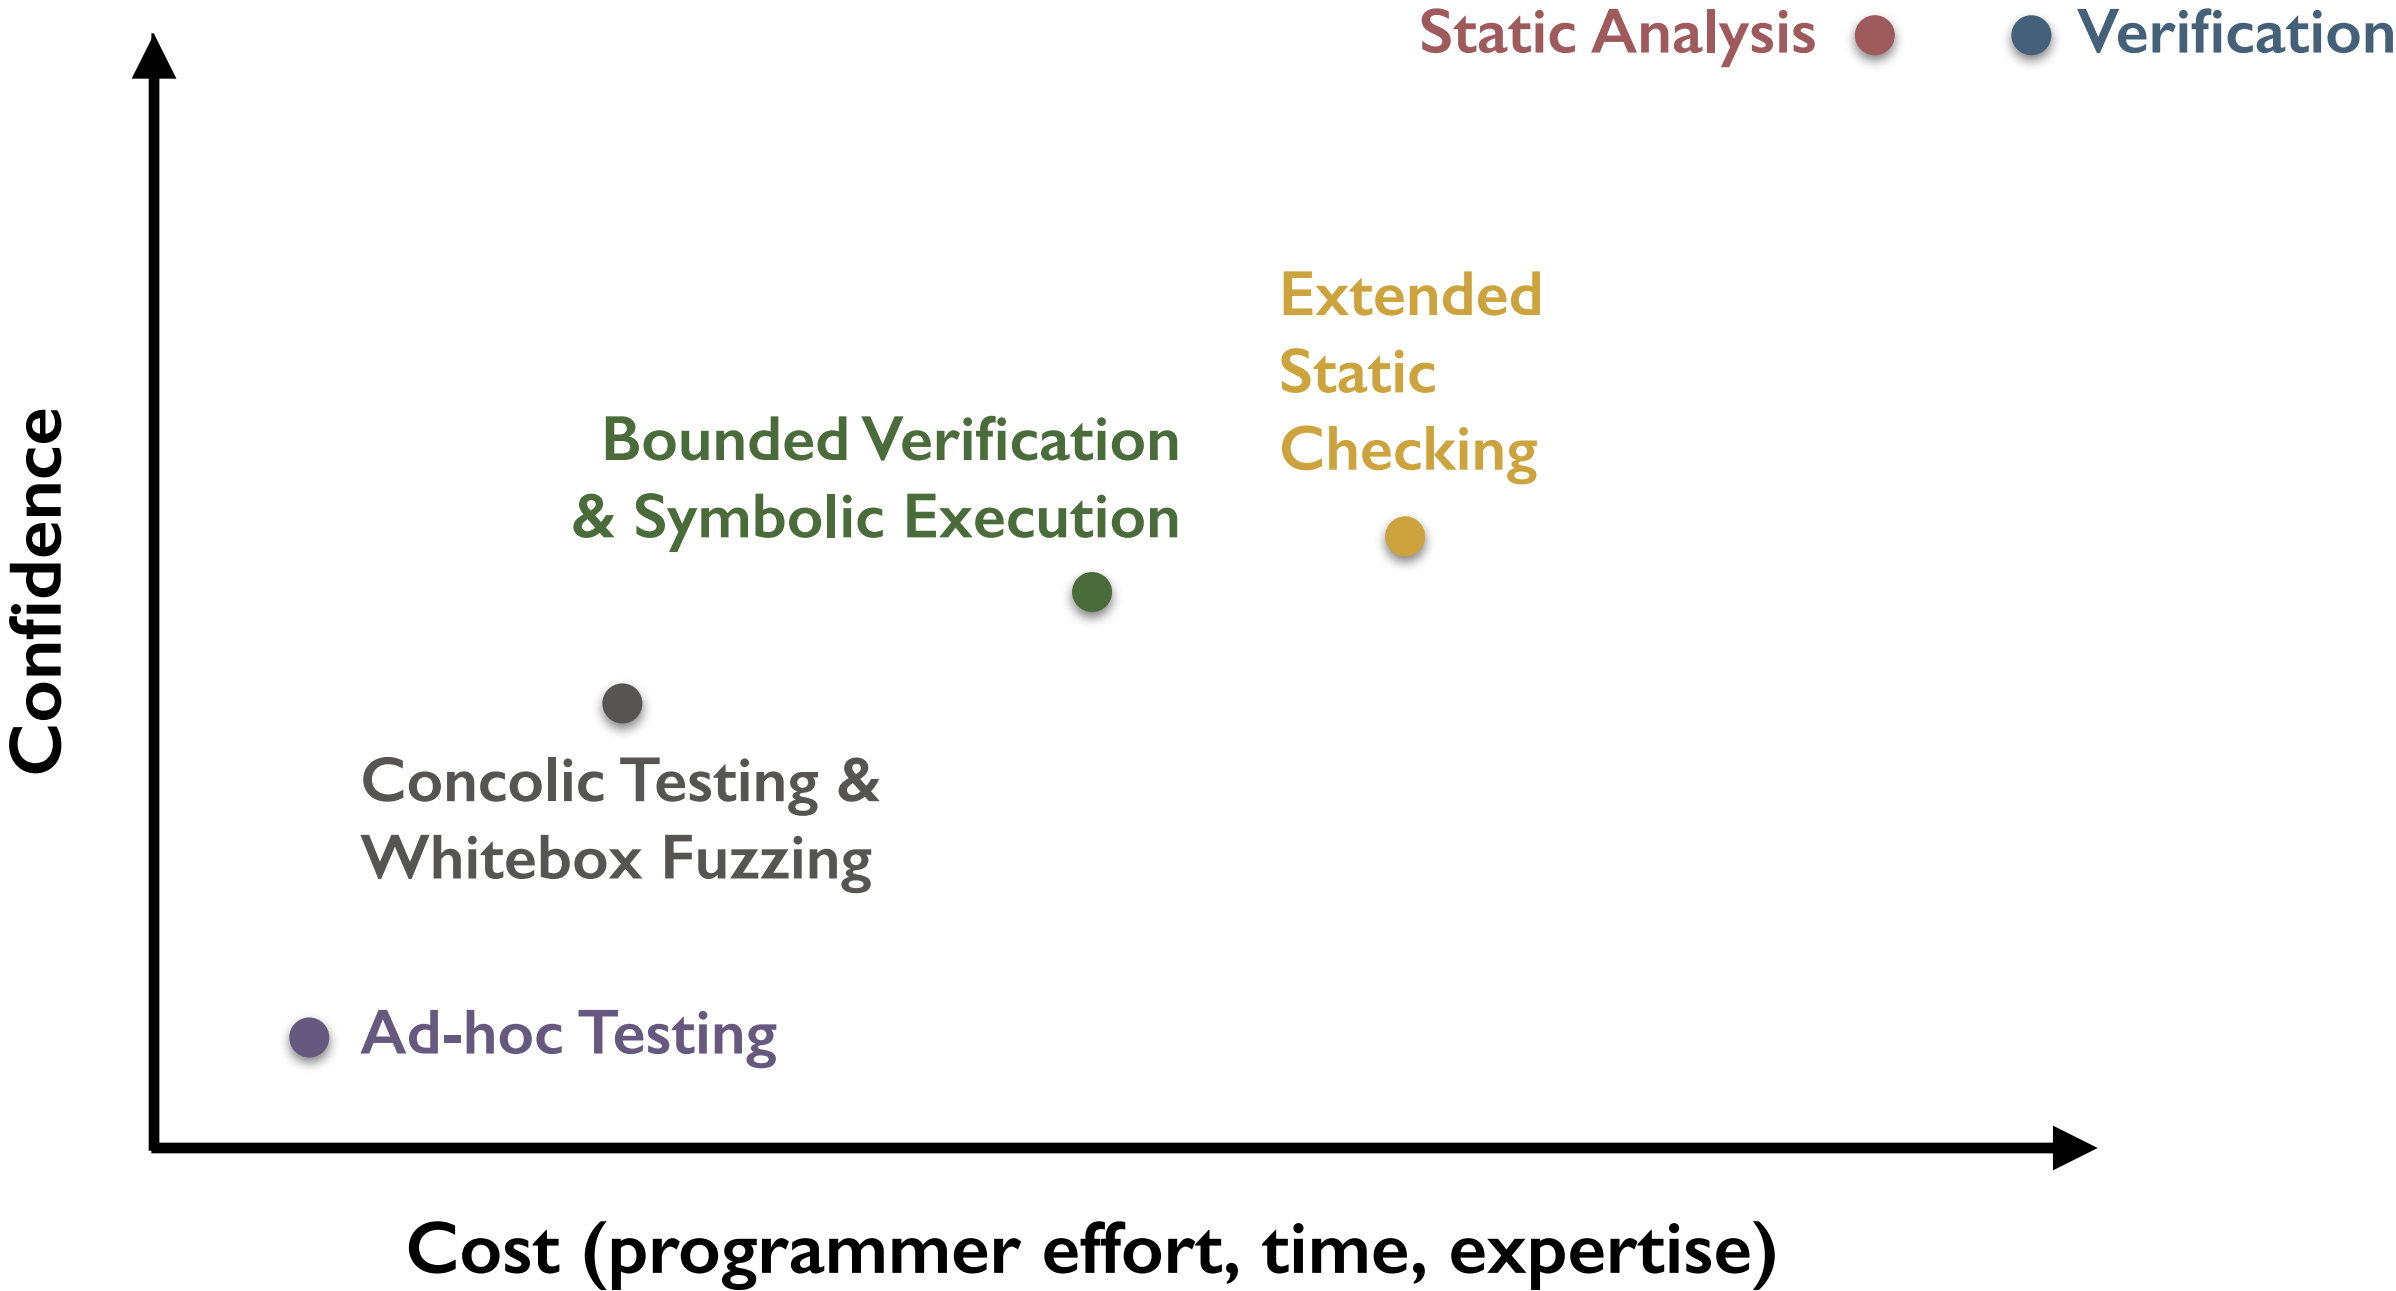 Static Analysis
Verification
Extended
Static
Checking
Bounded Verification
& Symbolic Execution
Confidence
Concolic Testing &
Whitebox Fuzzing
Ad-hoc Testing
Cost (programmer effort, time, expertise)